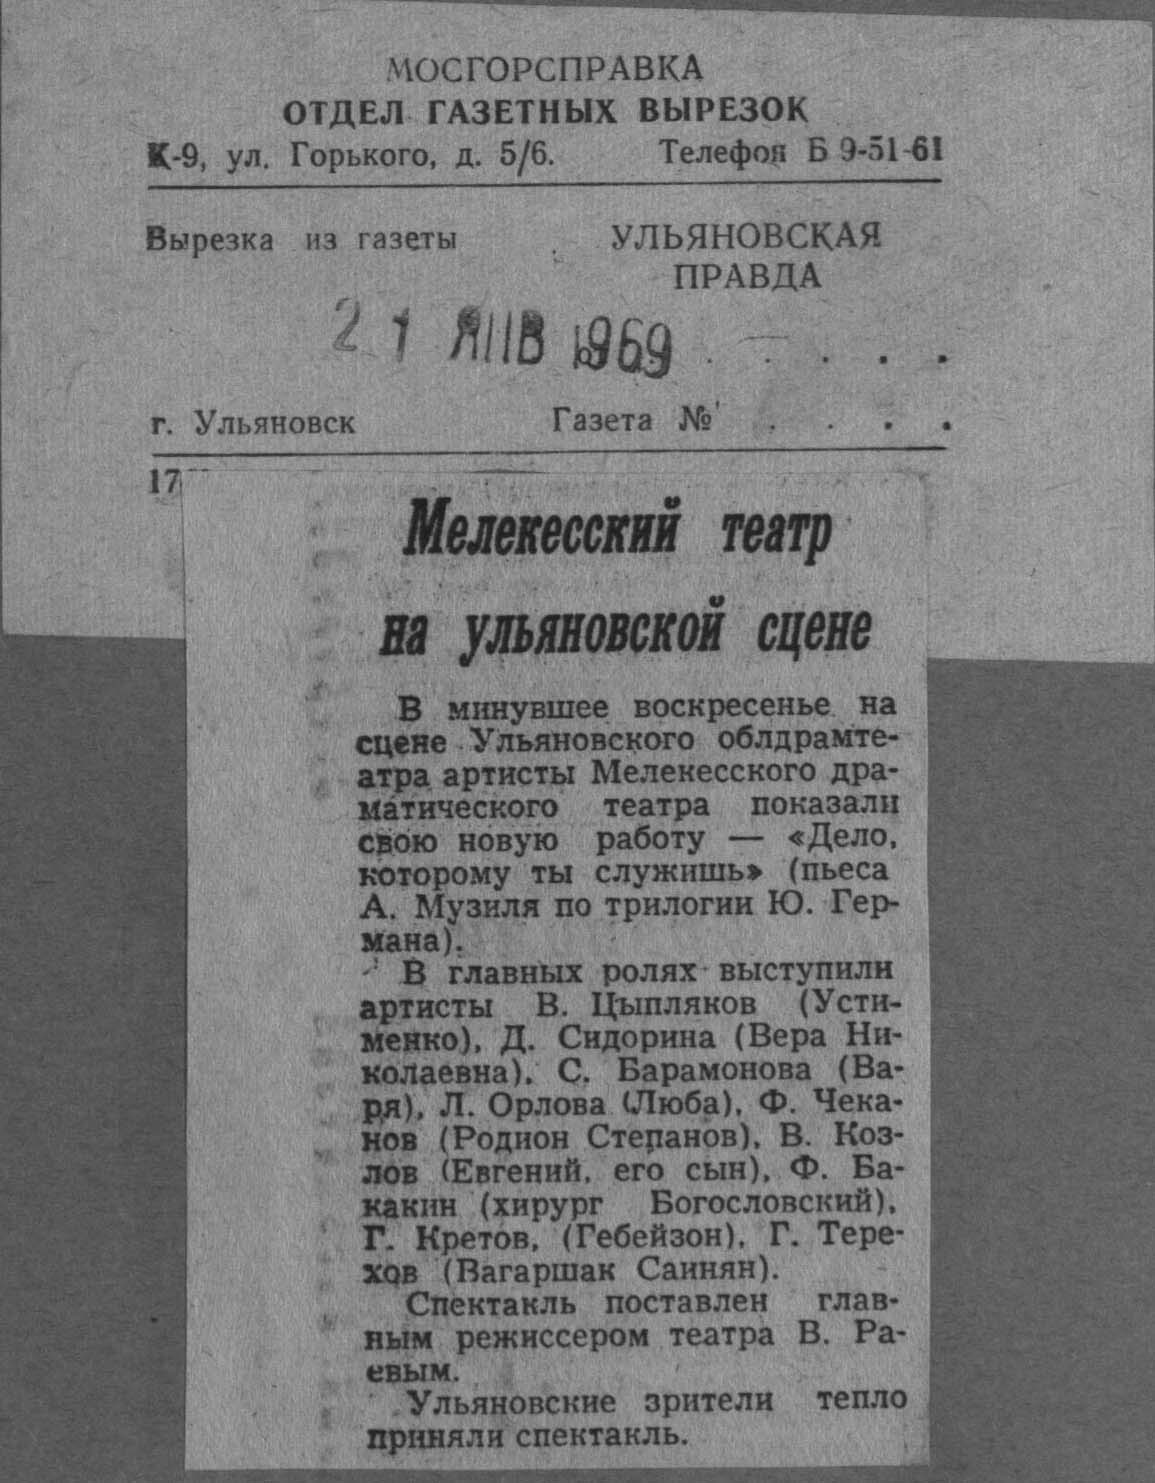 МОСГОРСПРАВКА
ОТДЕЛ ГАЗЕТНЫХ ВЫРЕЗОК
К-9, ул. Горького, д. 5/6. Телефон Б 9-51-61
Вырезка из газеты УЛЬЯНОВСКАЯ
ПРАВДА
21 ЯНВ 1969 . . . . .
г. Ульяновск Газета № . . . .
17
Мелекесский театр
на ульяновской сцене
В минувшее воскресенье на
сцене Ульяновского облдрамте-
атра артисты Мелекесского дра-
матического театра показали
свою новую работу — «Дело,
которому ты служишь» (пьеса
А. Музиля по трилогии Ю. Гер-
мана).
В главных ролях выступили
артисты В. Цыпляков (Усти-
менко), Д. Сидорина (Вера Ни-
колаевна), С. Барамонова (Ва-
ря), Л. Орлова (Люба), Ф. Чека-
нов (Родион Степанов), В. Коз-
лов (Евгений, его сын), Ф. Ба-
какин (хирург Богословский),
Г. Кретов, (Гебейзон), Г. Тере-
хов (Вагаршак Саинян).
Спектакль поставлен глав-
ным режиссером театра В. Ра-
евым.
Ульяновские зрители тепло
приняли спектакль.